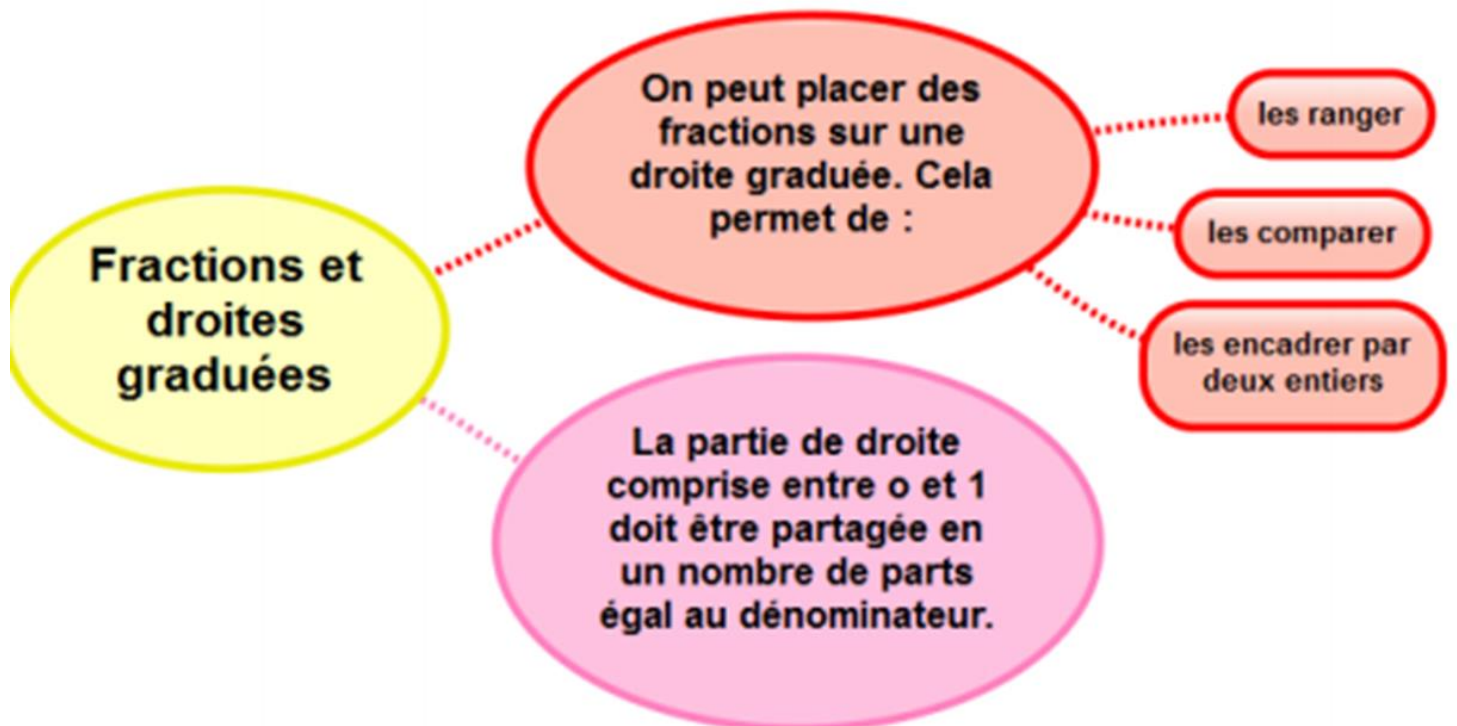 Fractions et
droites
graduées
On peut placer des
fractions sur une
droite graduée. Cela
permet de :
les ranger
les comparer
les encadrer par
deux entiers
La partie de droite
comprise entre o et 1
doit être partagée en
un nombre de parts
égal au dénominateur.